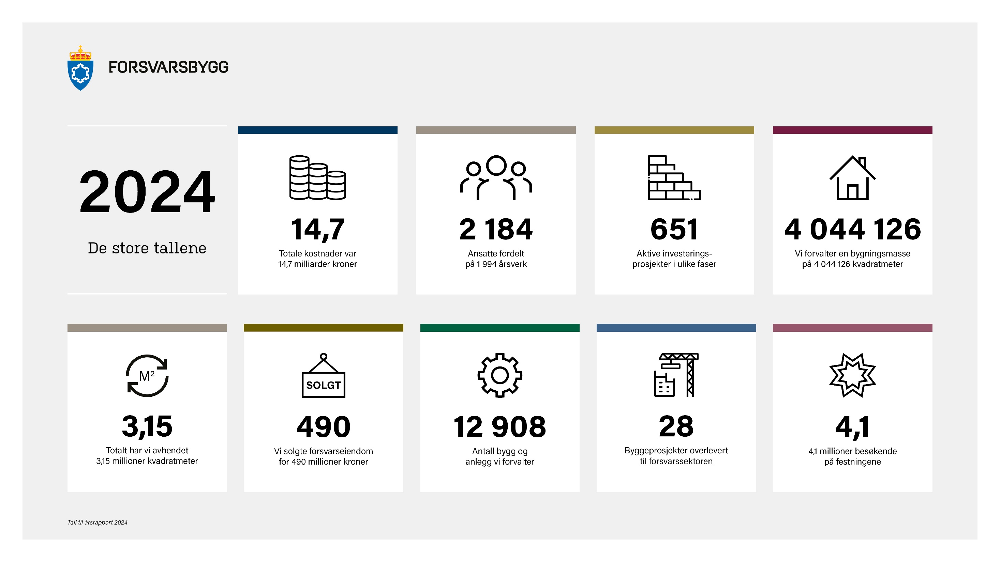 FORSVARSBYGG
2024
De store tallene
14,7
Totale kostnader var
14,7 milliarder kroner
2 184
Ansatte fordelt
på 1 994 årsverk
651
Aktive investerings-
prosjekter i ulike faser
4 044 126
Vi forvalter en bygningsmasse
på 4 044 126 kvadratmeter
M²
3,15
Totalt har vi avhendet
3,15 millioner kvadratmeter
SOLGT
490
Vi solgte forsvarseiendom
for 490 millioner kroner
12 908
Antall bygg og
anlegg vi forvalter
28
Byggeprosjekter overlevert
til forsvarssektoren
4,1
4,1 millioner besøkende
på festningene
Tall til årsrapport 2024